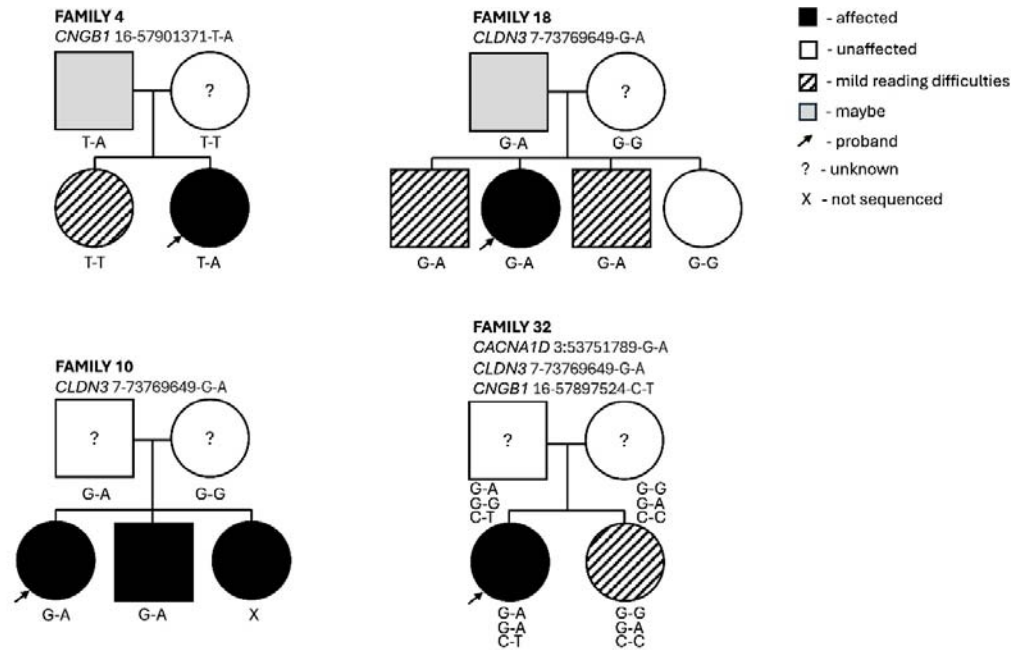 FAMILY 4
CNGB1 16-57901371-T-A
?
T-A T-T
T-T T-A
FAMILY 18
CLDN3 7-73769649-G-A
?
G-A G-G
G-A G-A G-A G-G
- affected
- unaffected
- mild reading difficulties
- maybe
- proband
? - unknown
X - not sequenced
FAMILY 10
CLDN3 7-73769649-G-A
? ?
G-A G-G
G-A G-A X
FAMILY 32
CACNA1D 3:53751789-G-A
CLDN3 7-73769649-G-A
CNGB1 16-57897524-C-T
? ?
G-A G-G
G-G G-A
C-T C-C
G-A G-G
G-A G-A
C-T C-C